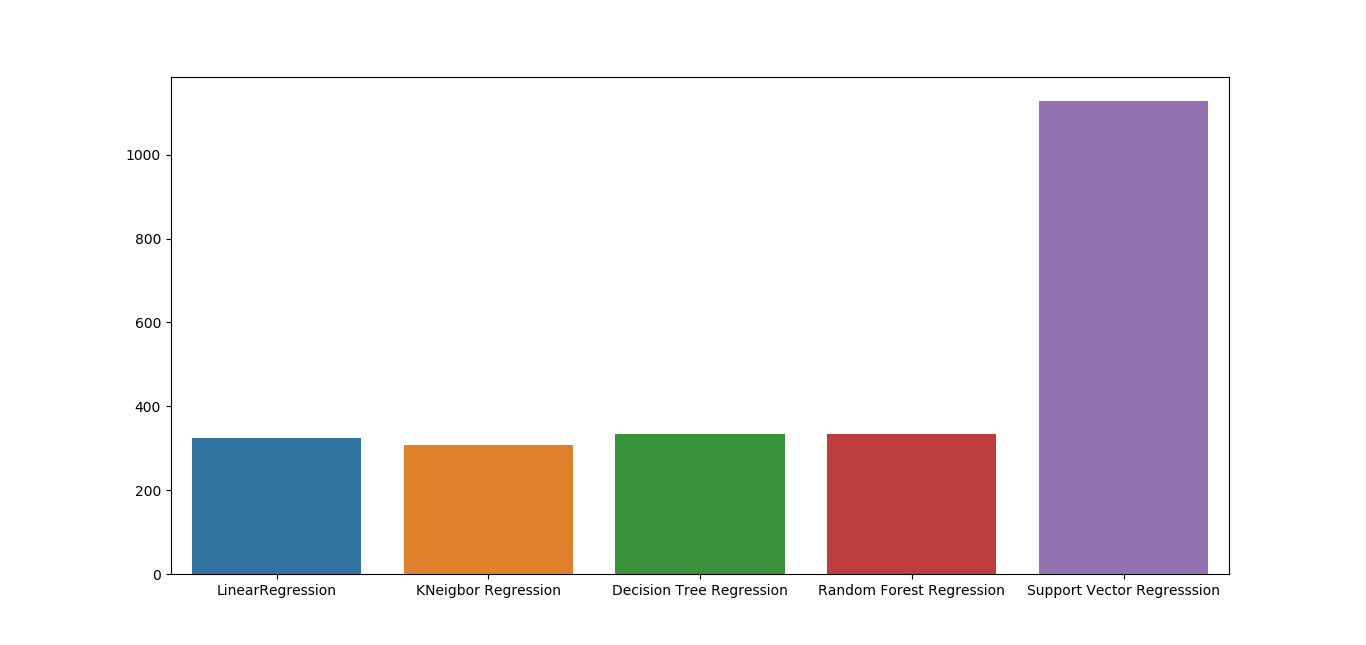 1000
800
600
400
200
0
LinearRegression
KNeigbor Regression
Decision Tree Regression
Random Forest Regression
Support Vector Regresssion